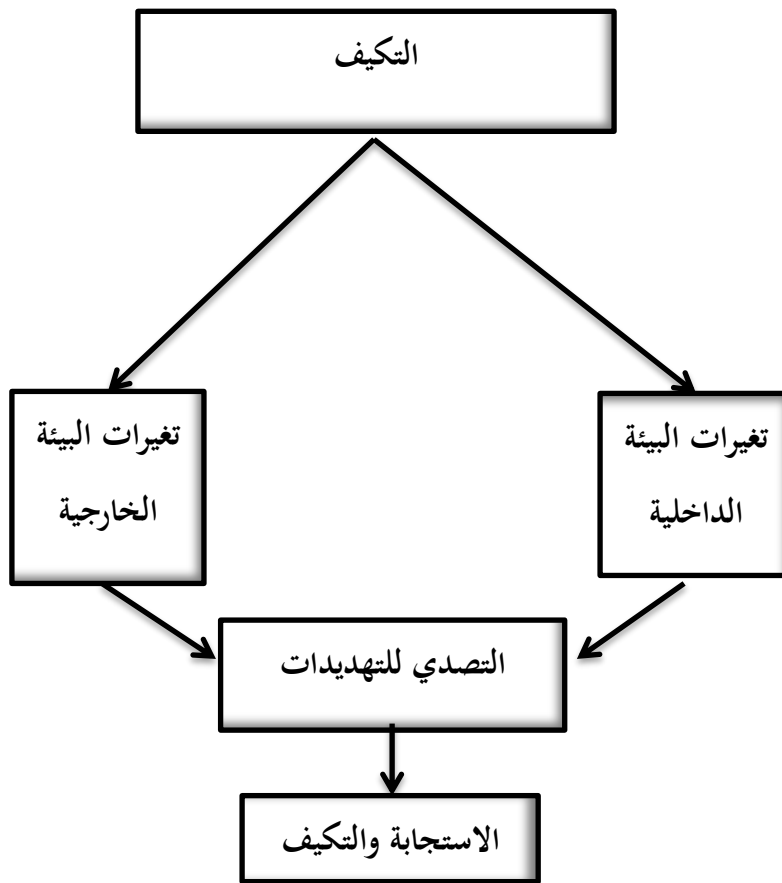 التكيف
تغيرات البيئة
الداخلية
تغيرات البيئة
الخارجية
التصدي للتهديدات
الاستجابة والتكيف